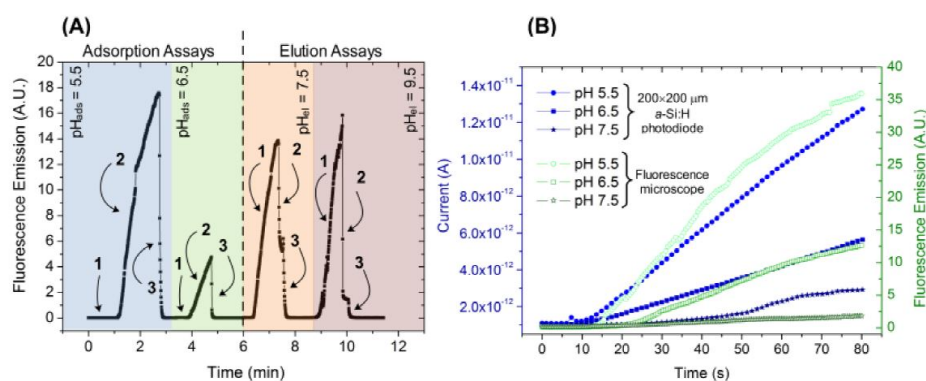 (A)
Adsorption Assays
Elution Assays
Fluorescence Emission (A.U.)
20
18
16
14
12
10
8
6
4
2
0
pHads = 5.5
pHads = 6.5
pHel = 7.5
pHel = 9.5
1
2
3
1
2
3
1
2
3
1
2
3
0
2
4
6
8
10
12
Time (min)
(B)
Current (A)
1.4x10-11
1.2x10-11
1.0x10-11
8.0x10-12
6.0x10-12
4.0x10-12
2.0x10-12
0.0
pH 5.5
pH 6.5
pH 7.5
200×200 µm
a-Si:H
photodiode
pH 5.5
pH 6.5
pH 7.5
Fluorescence
microscope
40
35
30
25
20
15
10
5
0
Fluorescence Emission (A.U.)
0
10
20
30
40
50
60
70
80
Time (s)